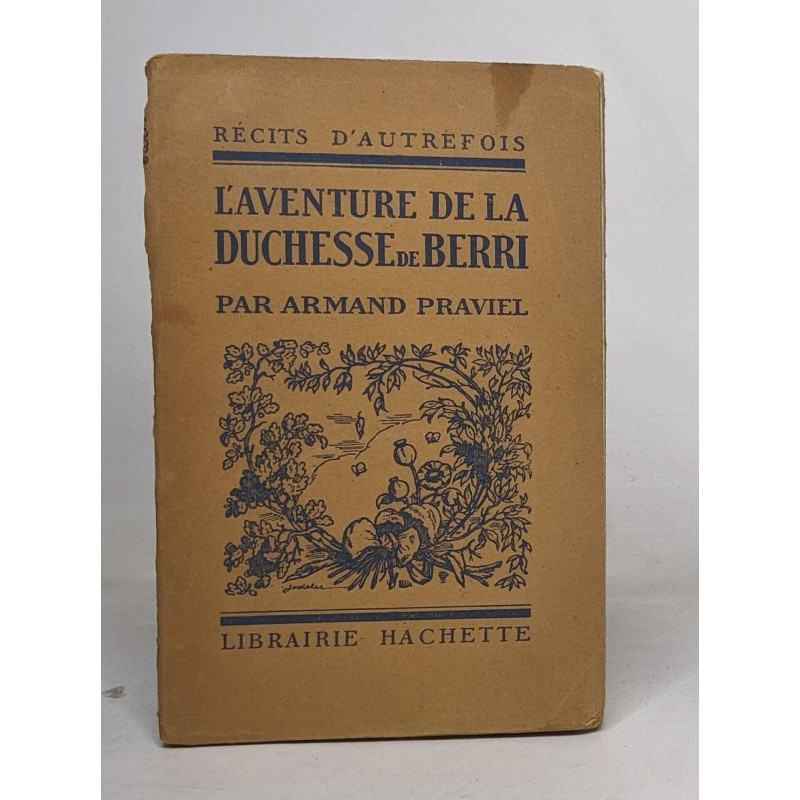 RÉCITS D'AUTREFOIS
L'AVENTURE DE LA
DUCHESSE DE BERRI
PAR ARMAND PRAVIEL
LIBRAIRIE HACHETTE